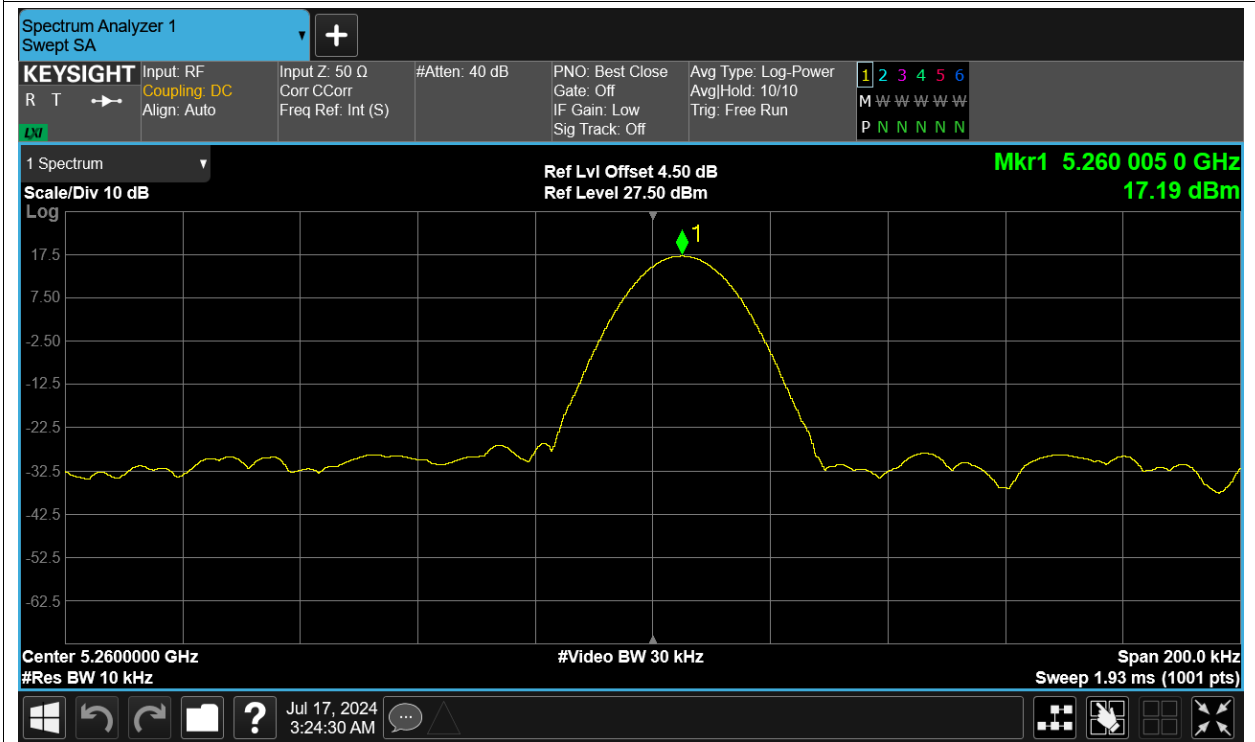 Spectrum Analyzer 1
Swept SA
+
KEYSIGHT Input: RF Input Z: 50 Ω #Atten: 40 dB PNO: Best Close Avg Type: Log-Power 1 2 3 4 5 6
R T Coupling: DC Corr CCorr Gate: Off Avg|Hold: 10/10 M W W W W W
Align: Auto Freq Ref: Int (S) IF Gain: Low Trig: Free Run
LXI Sig Track: Off P N N N N N
1 Spectrum Ref Lvl Offset 4.50 dB Mkr1 5.260 005 0 GHz
Scale/Div 10 dB Ref Level 27.50 dBm 17.19 dBm
Log
1
17.5
7.50
-2.50
-12.5
-22.5
-32.5
-42.5
-52.5
-62.5
Center 5.2600000 GHz #Video BW 30 kHz Span 200.0 kHz
#Res BW 10 kHz Sweep 1.93 ms (1001 pts)
? Jul 17, 2024
3:24:30 AM